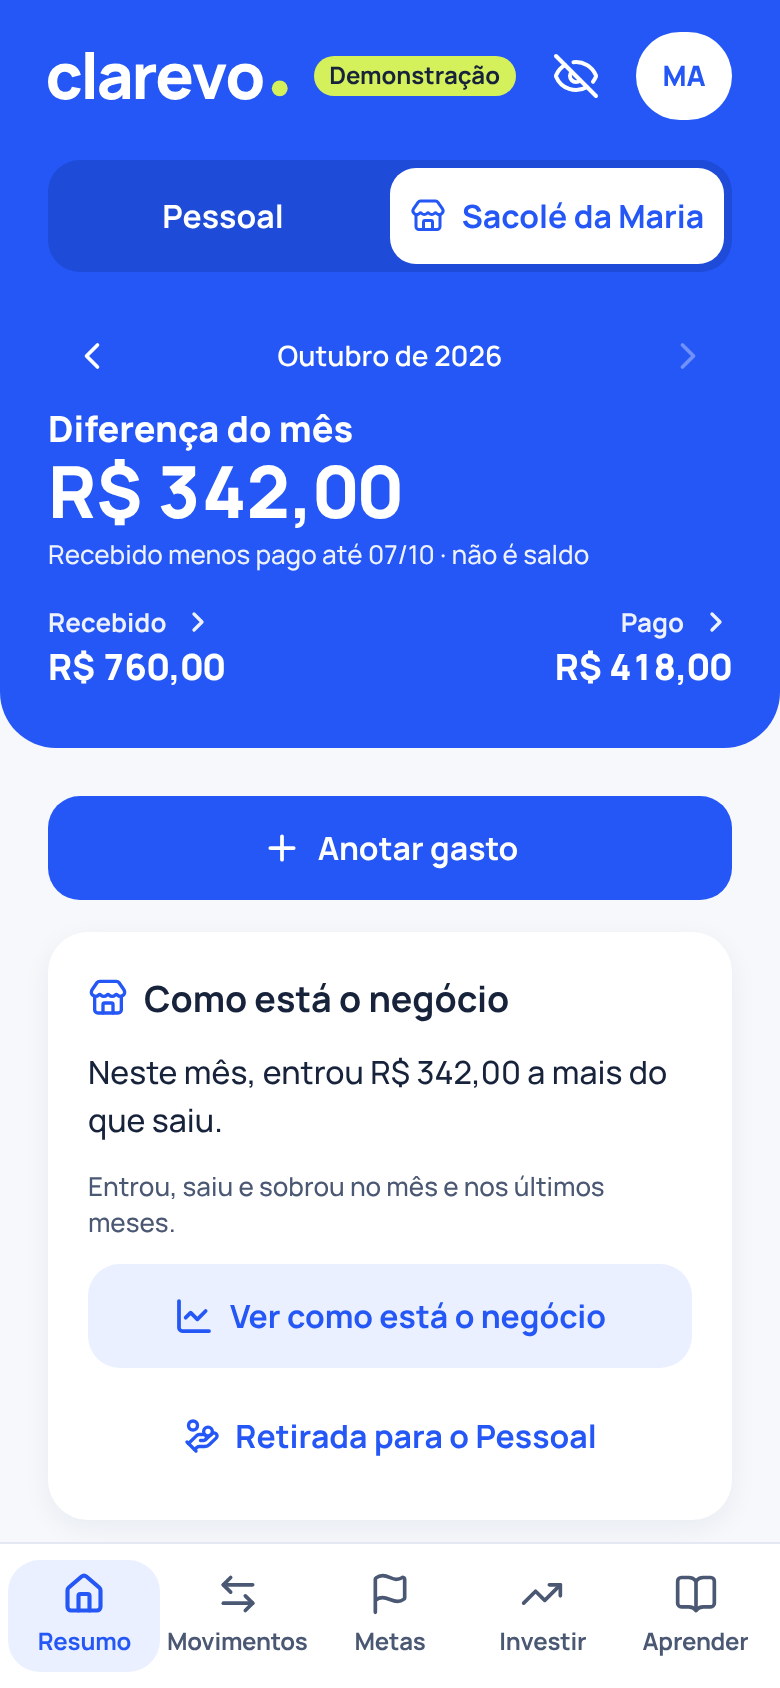 clarevo.
Demonstração
MA
Pessoal
Sacolé da Maria
Outubro de 2026
Diferença do mês
R$ 342,00
Recebido menos pago até 07/10 · não é saldo
Recebido
Pago
R$ 760,00
R$ 418,00
Anotar gasto
Como está o negócio
Neste mês, entrou R$ 342,00 a mais do
que saiu.
Entrou, saiu e sobrou no mês e nos últimos
meses.
Ver como está o negócio
Retirada para o Pessoal
Resumo
Movimentos
Metas
Investir
Aprender